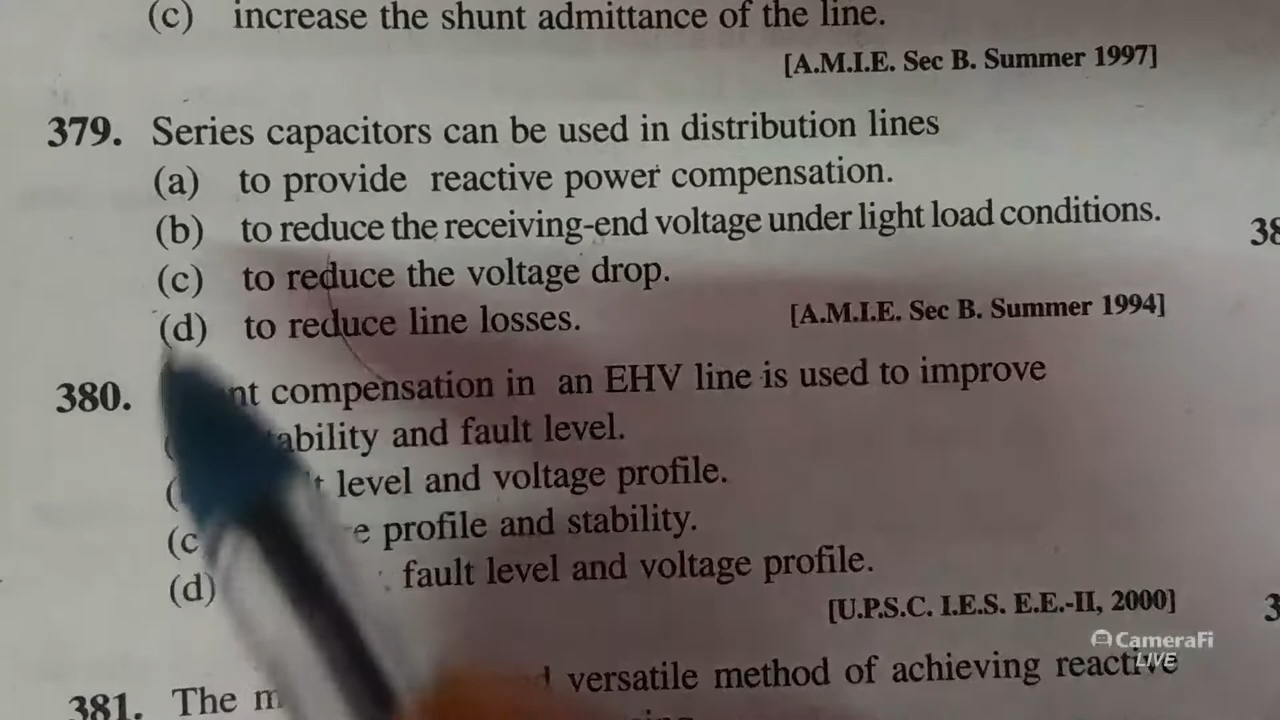 (c) increase the shunt admittance of the line.
[A.M.I.E. Sec B. Summer 1997]
379. Series capacitors can be used in distribution lines
(a) to provide reactive power compensation.
(b) to reduce the receiving-end voltage under light load conditions.
(c) to reduce the voltage drop.
(d) to reduce line losses.
[A.M.I.E. Sec B. Summer 1994]
380. compensation in an EHV line is used to improve
and fault level.
level and voltage profile.
profile and stability.
(d) fault level and voltage profile.
[U.P.S.C. I.E.S. E.E.-II, 2000]
CameraFi
LIVE
381. The versatile method of achieving reactive